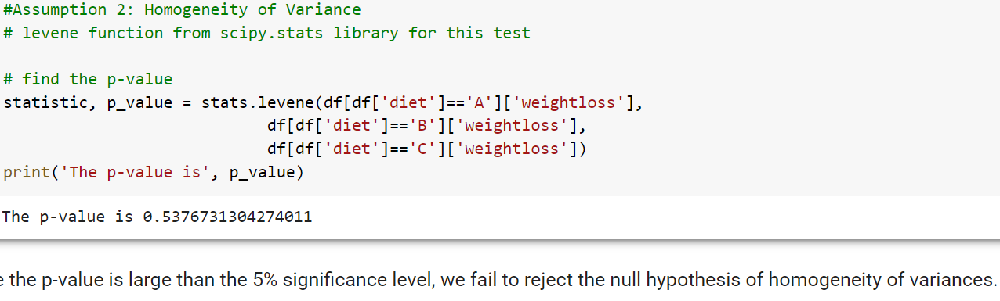 #Assumption 2: Homogeneity of Variance
# levene function from scipy.stats library for this test
# find the p-value
statistic, p_value = stats.levene(df[df['diet']=='A']['weightloss'],
df[df['diet']=='B']['weightloss'],
df[df['diet']=='C']['weightloss'])
print('The p-value is', p_value)
The p-value is 0.5376731304274011
the p-value is large than the 5% significance level, we fail to reject the null hypothesis of homogeneity of variances.